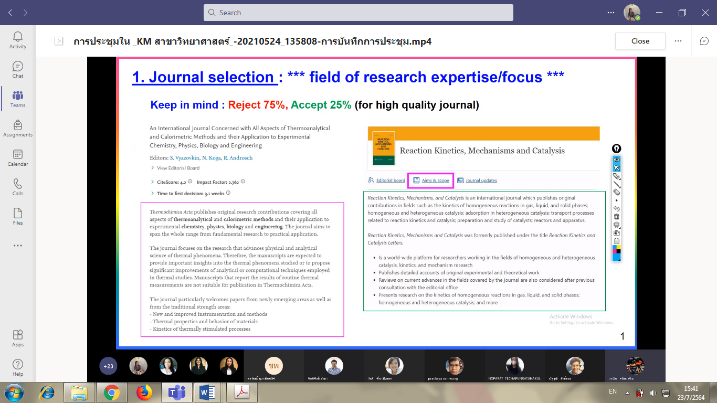 Search
Activity
การประชุมใน _KM สาขาวิทยาศาสตร์_-20210524_135808-การบันทึกการประชุม.mp4
Close
Chat
Teams
Assignments
Calendar
Calls
Files
Apps
Help
1. Journal selection : *** field of research expertise/focus ***
Keep in mind : Reject 75%, Accept 25% (for high quality journal)
An International Journal Concerned with All Aspects of Thermoanalytical
and Calorimetric Methods and their Application to Experimental
Chemistry, Physics, Biology and Engineering
Editors: S. Vyazovkin, N. Koga, R. Androsch
View Editorial Board
CiteScore: 4.2 Impact Factor: 2.762
Time to first decision: 3.1 weeks
Thermochimica Acta publishes original research contributions covering all
aspects of thermoanalytical and calorimetric methods and their application to
experimental chemistry, physics, biology and engineering. The journal aims to
span the whole range from fundamental research to practical application.
The journal focuses on the research that advances physical and analytical
science of thermal phenomena. Therefore, the manuscripts are expected to
provide important insights into the thermal phenomena studied or to propose
significant improvements of analytical or computational techniques employed
in thermal studies. Manuscripts that report the results of routine thermal
measurements are not suitable for publication in Thermochimica Acta.
The journal particularly welcomes papers from newly emerging areas as well as
from the traditional strength areas:
- New and improved instrumentation and methods
- Thermal properties and behavior of materials
- Kinetics of thermally stimulated processes
Reaction Kinetics, Mechanisms and Catalysis
Editorial board
Aims & scope
Journal updates
Reaction Kinetics, Mechanisms, and Catalysis is an international journal which publishes original
contributions in fields such as the kinetics of homogeneous reactions in gas, liquid, and solid phases;
homogeneous and heterogeneous catalysis; adsorption in heterogeneous catalysis; transport processes
related to reaction kinetics and catalysis; preparation and study of catalysts; reactors and apparatus.
Reaction Kinetics, Mechanisms and Catalysis was formerly published under the title Reaction Kinetics and
Catalysis Letters.
• Is a world-wide platform for researchers working in the fields of homogeneous and heterogeneous
catalysis, kinetics, and mechanism research
• Publishes detailed accounts of original experimental and theoretical work
• Reviews on current advances in the fields covered by the journal are also considered after previous
consultation with the editorial office
• Presents research on the kinetics of homogeneous reactions in gas, liquid, and solid phases;
homogeneous and heterogeneous catalysis; and more
Activate Windows
1
+23
EN
15:41
23/7/2564